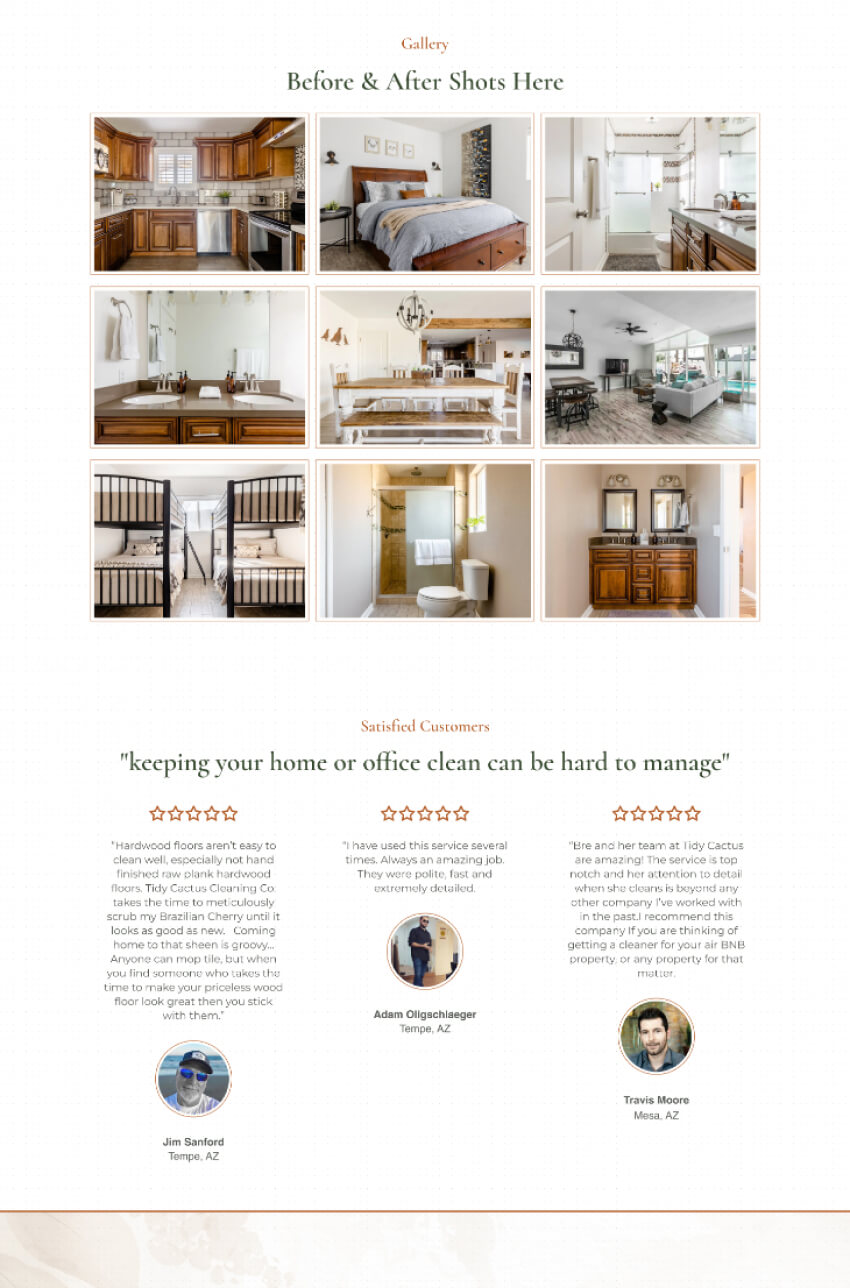 Gallery
Before & After Shots Here
Satisfied Customers
"keeping your home or office clean can be hard to manage"
"Hardwood floors aren't easy to
clean well, especially not hand
finished raw plank hardwood
floors. Tidy Cactus Cleaning Co.
takes the time to meticulously
scrub my Brazilian Cherry until it
looks as good as new. Coming
home to that sheen is groovy...
Anyone can mop tile, but when
you find someone who takes the
time to make your priceless wood
floor look great then you stick
with them."
Jim Sanford
Tempe, AZ
"I have used this service several
times. Always an amazing job.
They were polite, fast and
extremely detailed.
Adam Oligschlaeger
Tempe, AZ
"Bre and her team at Tidy Cactus
are amazing! The service is top
notch and her attention to detail
when she cleans is beyond any
other company I've worked with
in the past.I recommend this
company If you are thinking of
getting a cleaner for your air BNB
property, or any property for that
matter.
Travis Moore
Mesa, AZ